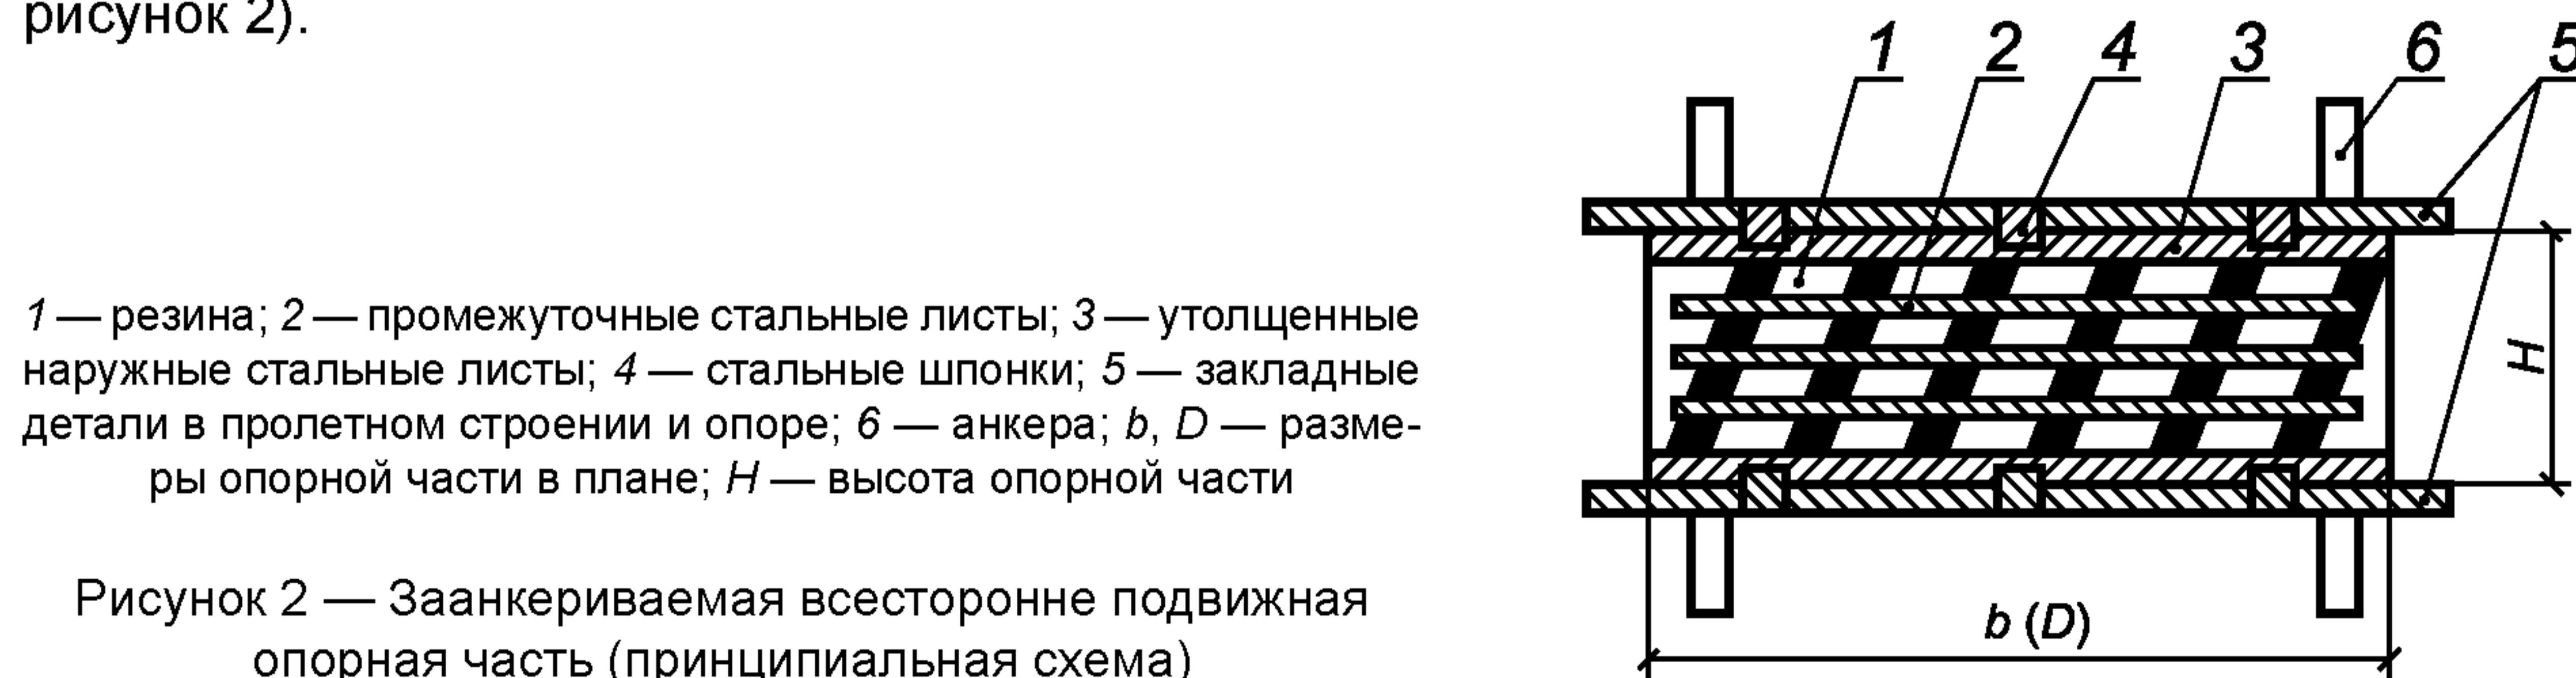 рисунок 2).
1 2 4 3 6 5
1 — резина; 2 — промежуточные стальные листы; 3 — утолщенные
наружные стальные листы; 4 — стальные шпонки; 5 — закладные
детали в пролетном строении и опоре; 6 — анкера; b, D — разме-
ры опорной части в плане; H — высота опорной части
H
Рисунок 2 — Заанкериваемая всесторонне подвижная
опорная часть (принципиальная схема)
b (D)